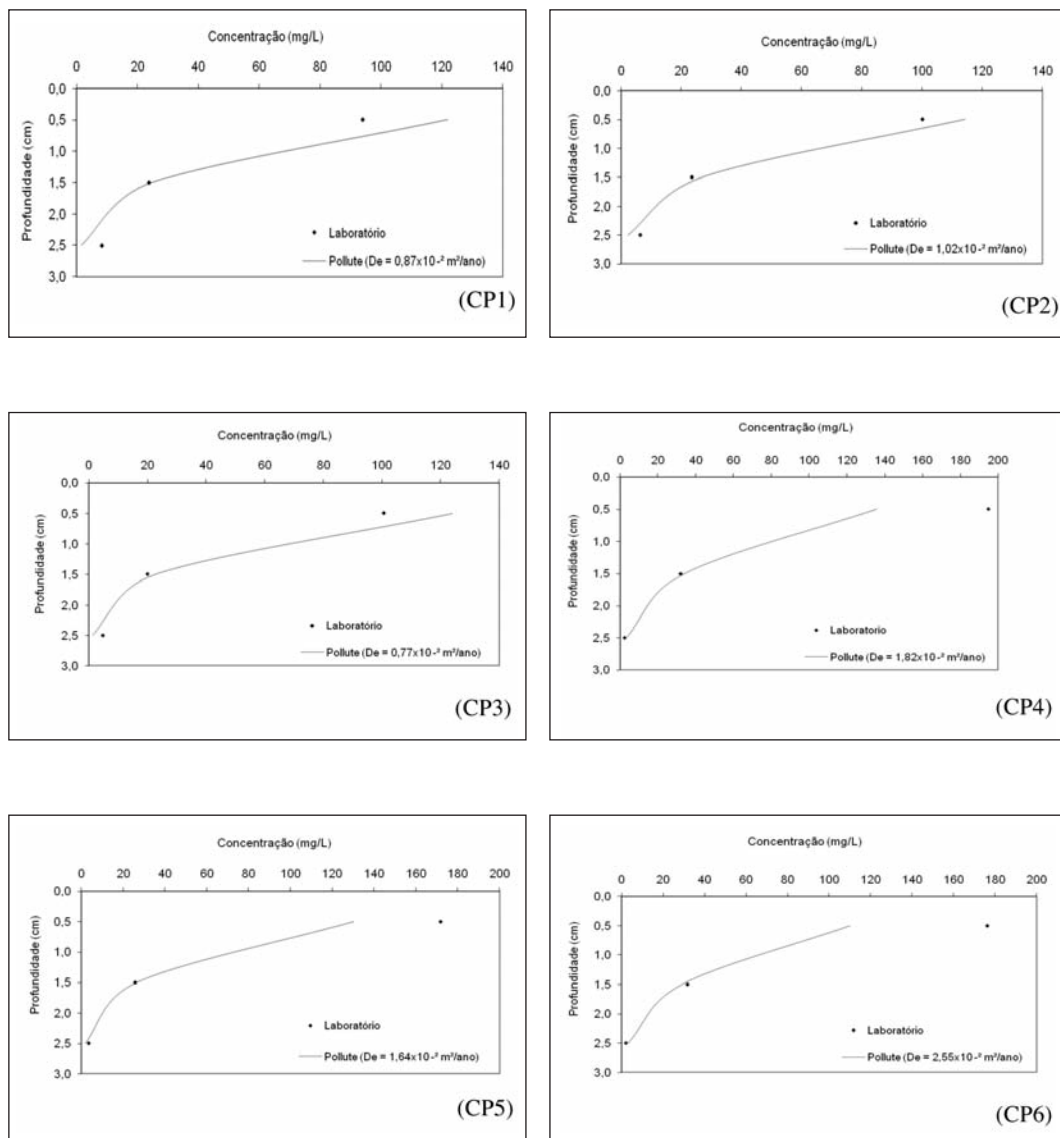 Concentração (mg/L)
0 20 40 60 80 100 120 140
0,0
0,5
1,0
1,5
2,0
2,5
3,0
Profundidade (cm)
Laboratório
Pollute (De = 0,87x10-² m²/ano)
(CP1)
Concentração (mg/L)
0 20 40 60 80 100 120 140
0,0
0,5
1,0
1,5
2,0
2,5
3,0
Profundidade (cm)
Laboratório
Pollute (De = 1,02x10-² m²/ano)
(CP2)
Concentração (mg/L)
0 20 40 60 80 100 120 140
0,0
0,5
1,0
1,5
2,0
2,5
3,0
Profundidade (cm)
Laboratório
Pollute (De = 0,77x10-² m²/ano)
(CP3)
Concentração (mg/L)
0 20 40 60 80 100 120 140 160 180 200
0,0
0,5
1,0
1,5
2,0
2,5
3,0
Profundidade (cm)
Laboratório
Pollute (De = 1,82x10-² m²/ano)
(CP4)
Concentração (mg/L)
0 20 40 60 80 100 120 140 160 180 200
0,0
0,5
1,0
1,5
2,0
2,5
3,0
Profundidade (cm)
Laboratório
Pollute (De = 1,64x10-² m²/ano)
(CP5)
Concentração (mg/L)
0 20 40 60 80 100 120 140 160 180 200
0,0
0,5
1,0
1,5
2,0
2,5
3,0
Profundidade (cm)
Laboratório
Pollute (De = 2,55x10-² m²/ano)
(CP6)